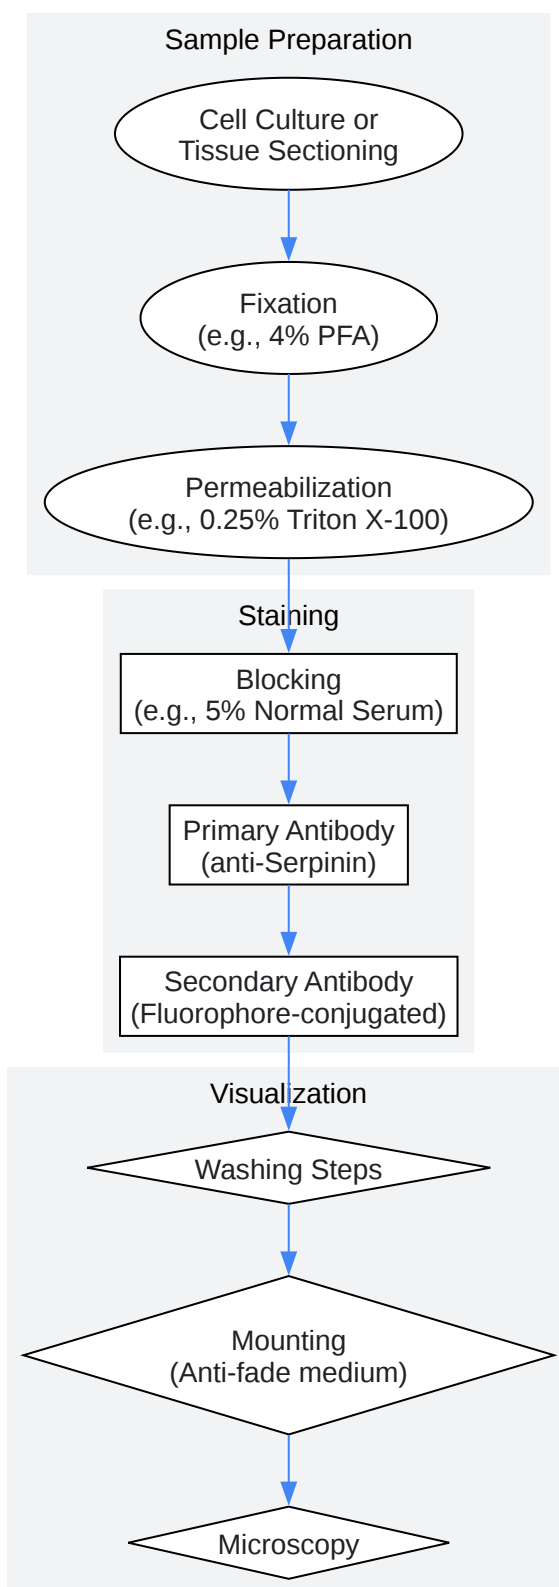 Sample Preparation
Cell Culture or
Tissue Sectioning
Fixation
(e.g., 4% PFA)
Permeabilization
(e.g., 0.25% Triton X-100)
Staining
Blocking
(e.g., 5% Normal Serum)
Primary Antibody
(anti-Serpinin)
Secondary Antibody
(Fluorophore-conjugated)
Visualization
Washing Steps
Mounting
(Anti-fade medium)
Microscopy